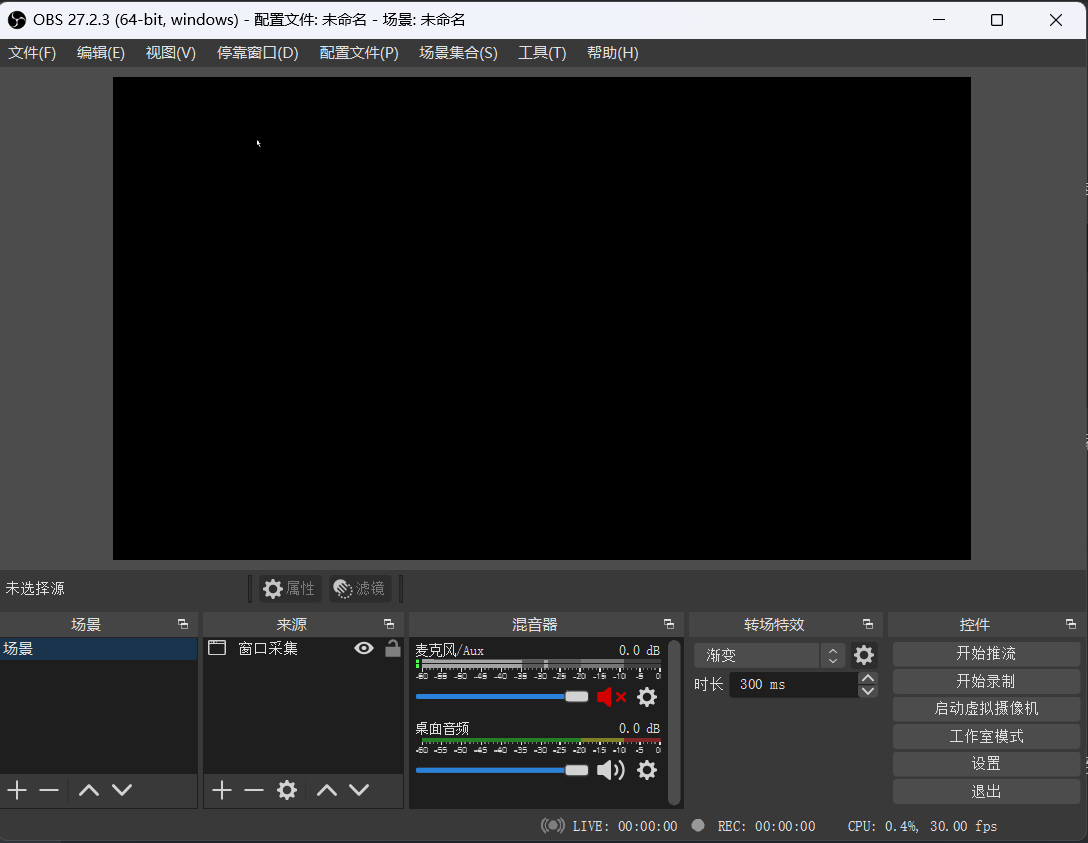 OBS 27.2.3 (64-bit, windows) - 配置文件: 未命名 - 场景: 未命名
文件(F) 编辑(E) 视图(V) 停靠窗口(D) 配置文件(P) 场景集合(S) 工具(T) 帮助(H)
未选择源 属性 滤镜
场景
场景
来源
窗口采集
混音器
麦克风/Aux 0.0 dB
-60 -55 -50 -45 -40 -35 -30 -25 -20 -15 -10 -5 0
桌面音频 0.0 dB
-60 -55 -50 -45 -40 -35 -30 -25 -20 -15 -10 -5 0
转场特效
渐变
时长 300 ms
控件
开始推流
开始录制
启动虚拟摄像机
工作室模式
设置
退出
LIVE: 00:00:00 REC: 00:00:00 CPU: 0.4%, 30.00 fps